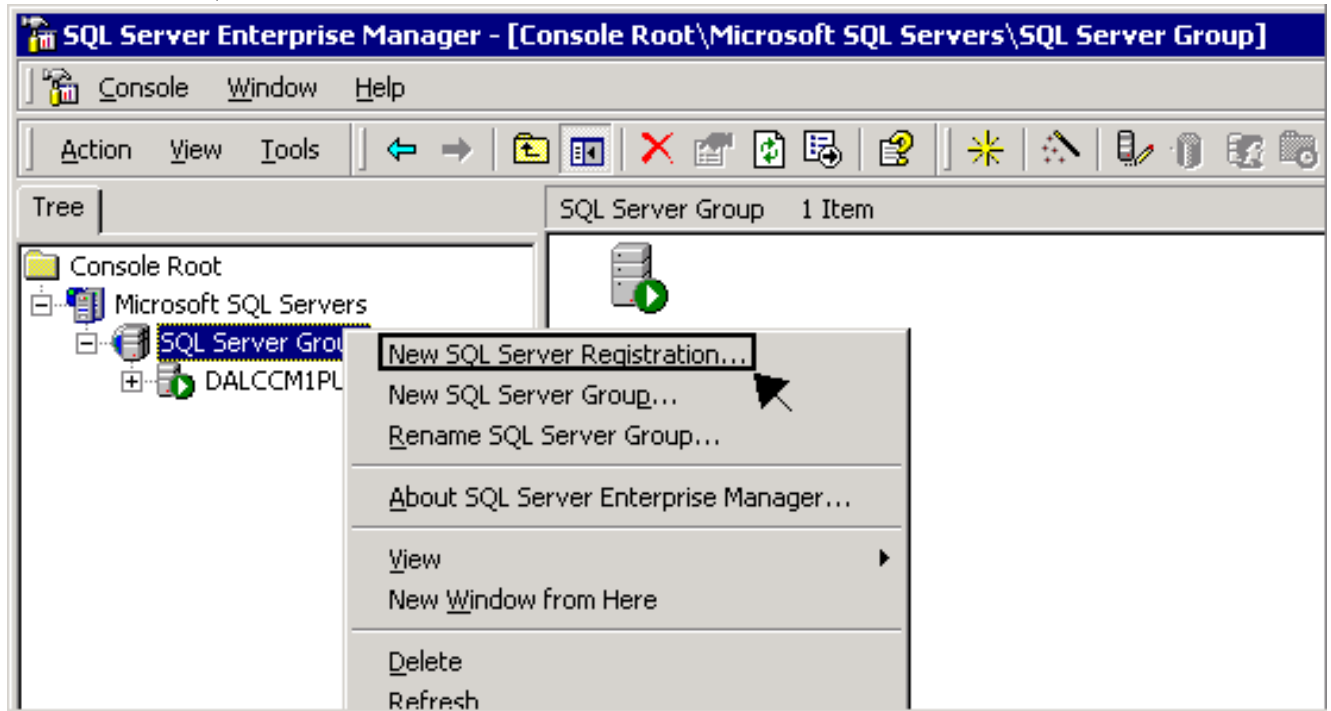 SQL Server Enterprise Manager - [Console Root\Microsoft SQL Servers\SQL Server Group]
Console Window Help
Action View Tools
Tree
SQL Server Group 1 Item
Console Root
Microsoft SQL Servers
SQL Server Grou
DALCCM1PU
New SQL Server Registration...
New SQL Server Group...
Rename SQL Server Group...
About SQL Server Enterprise Manager...
View
New Window from Here
Delete
Refresh